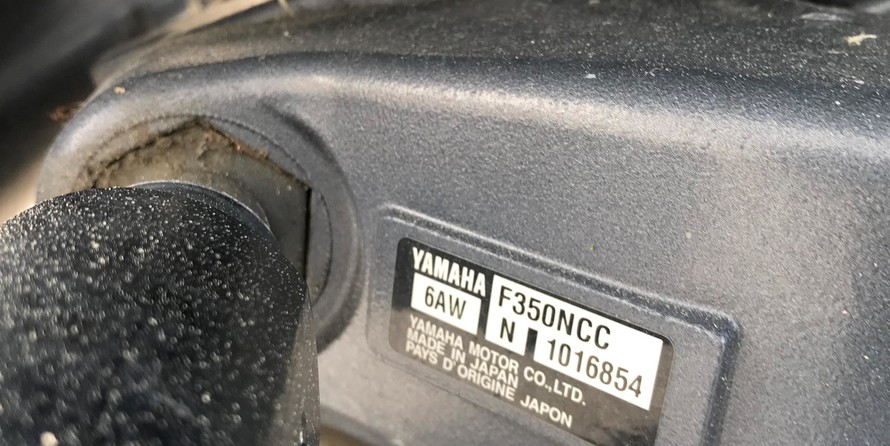 YAMAHA F350NCC
6AW N 1016854
YAMAHA MOTOR CO.,LTD.
MADE IN JAPAN
PAYS D'ORIGINE JAPON